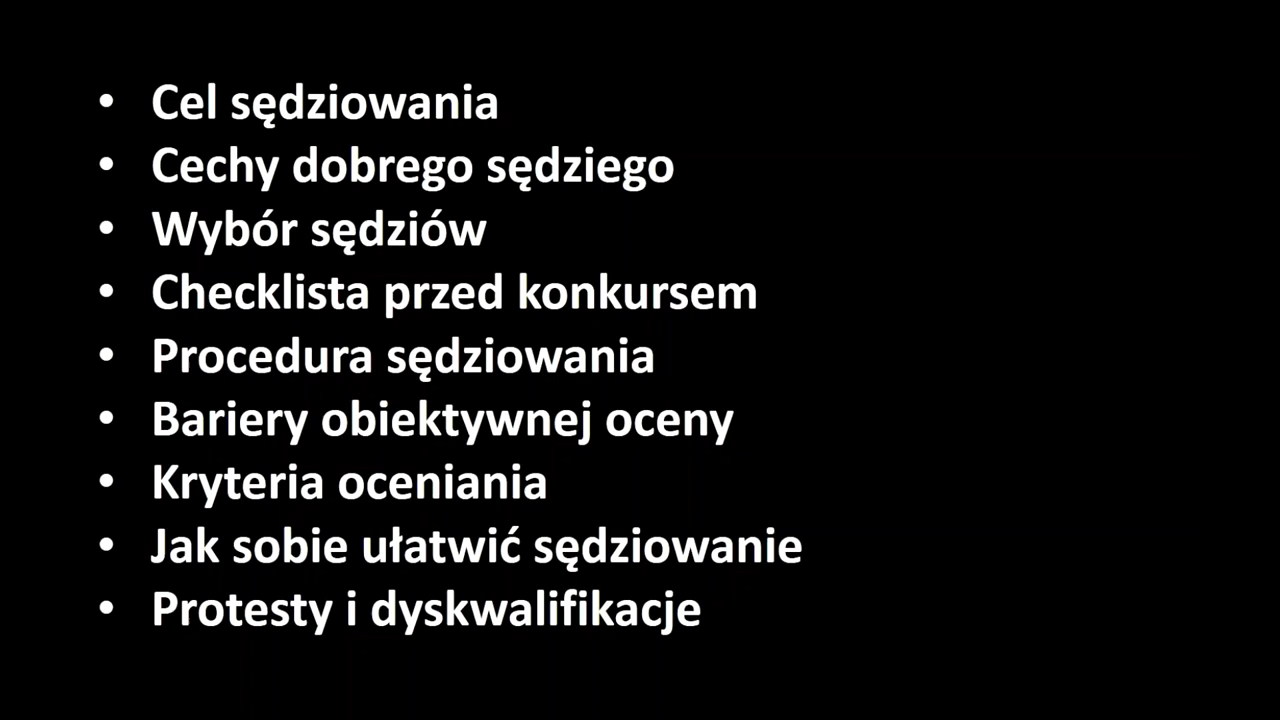 • Cel sędziowania
• Cechy dobrego sędziego
• Wybór sędziów
• Checklista przed konkursem
• Procedura sędziowania
• Bariery obiektywnej oceny
• Kryteria oceniania
• Jak sobie ułatwić sędziowanie
• Protesty i dyskwalifikacje